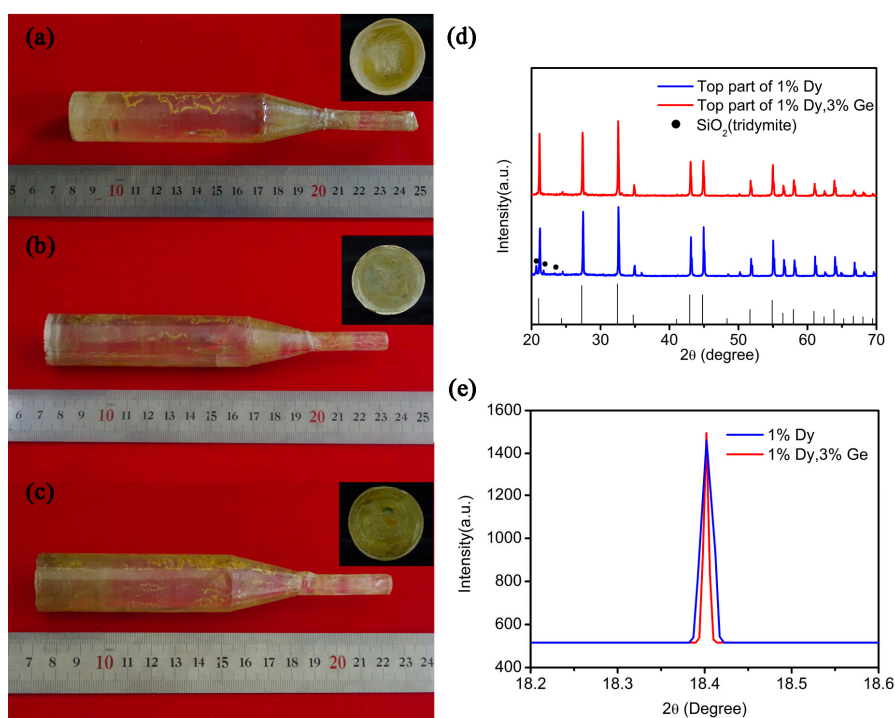 (a)
5 6 7 8 9 10 11 12 13 14 15 16 17 18 19 20 21 22 23 24 25
(b)
6 7 8 9 10 11 12 13 14 15 16 17 18 19 20 21 22 23 24 25
(c)
7 8 9 10 11 12 13 14 15 16 17 18 19 20 21 22 23 24
(d)
Top part of 1% Dy
Top part of 1% Dy,3% Ge
SiO2(tridymite)
Intensity(a.u.)
20 30 40 50 60 70
2θ (degree)
(e)
1600
1400
1200
1000
800
600
400
1% Dy
1% Dy,3% Ge
Intensity(a.u.)
18.2 18.3 18.4 18.5 18.6
2θ (Degree)